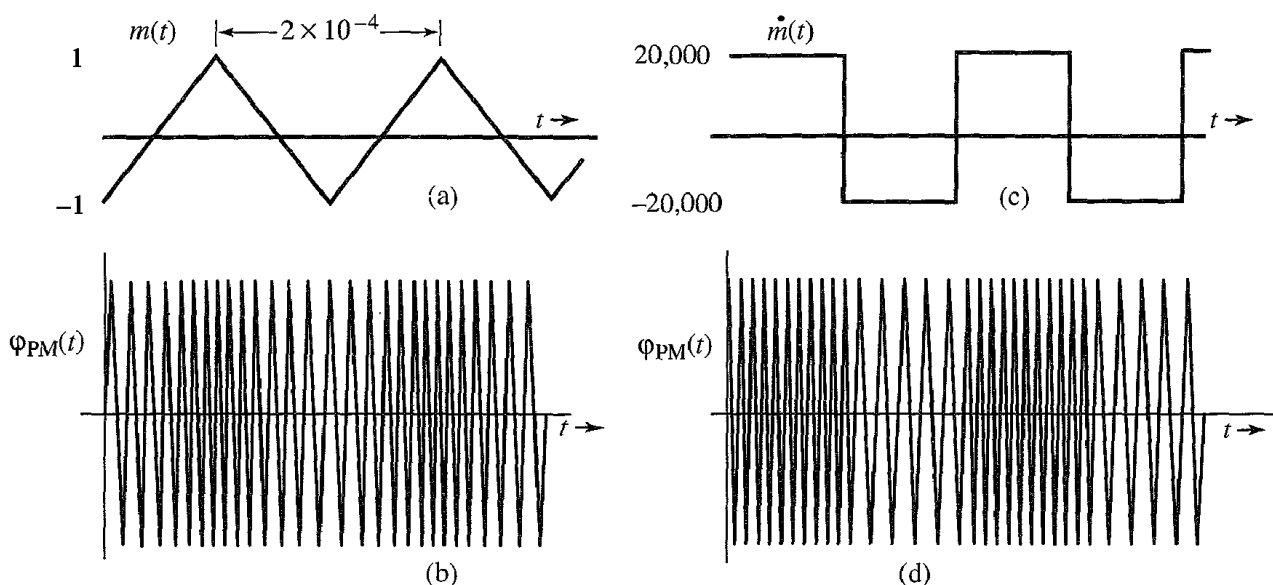 m(t)
2 × 10⁻⁴
1
t →
−1
(a)
ṁ(t)
20,000
t →
−20,000
(c)
φPM(t)
t →
(b)
φPM(t)
t →
(d)